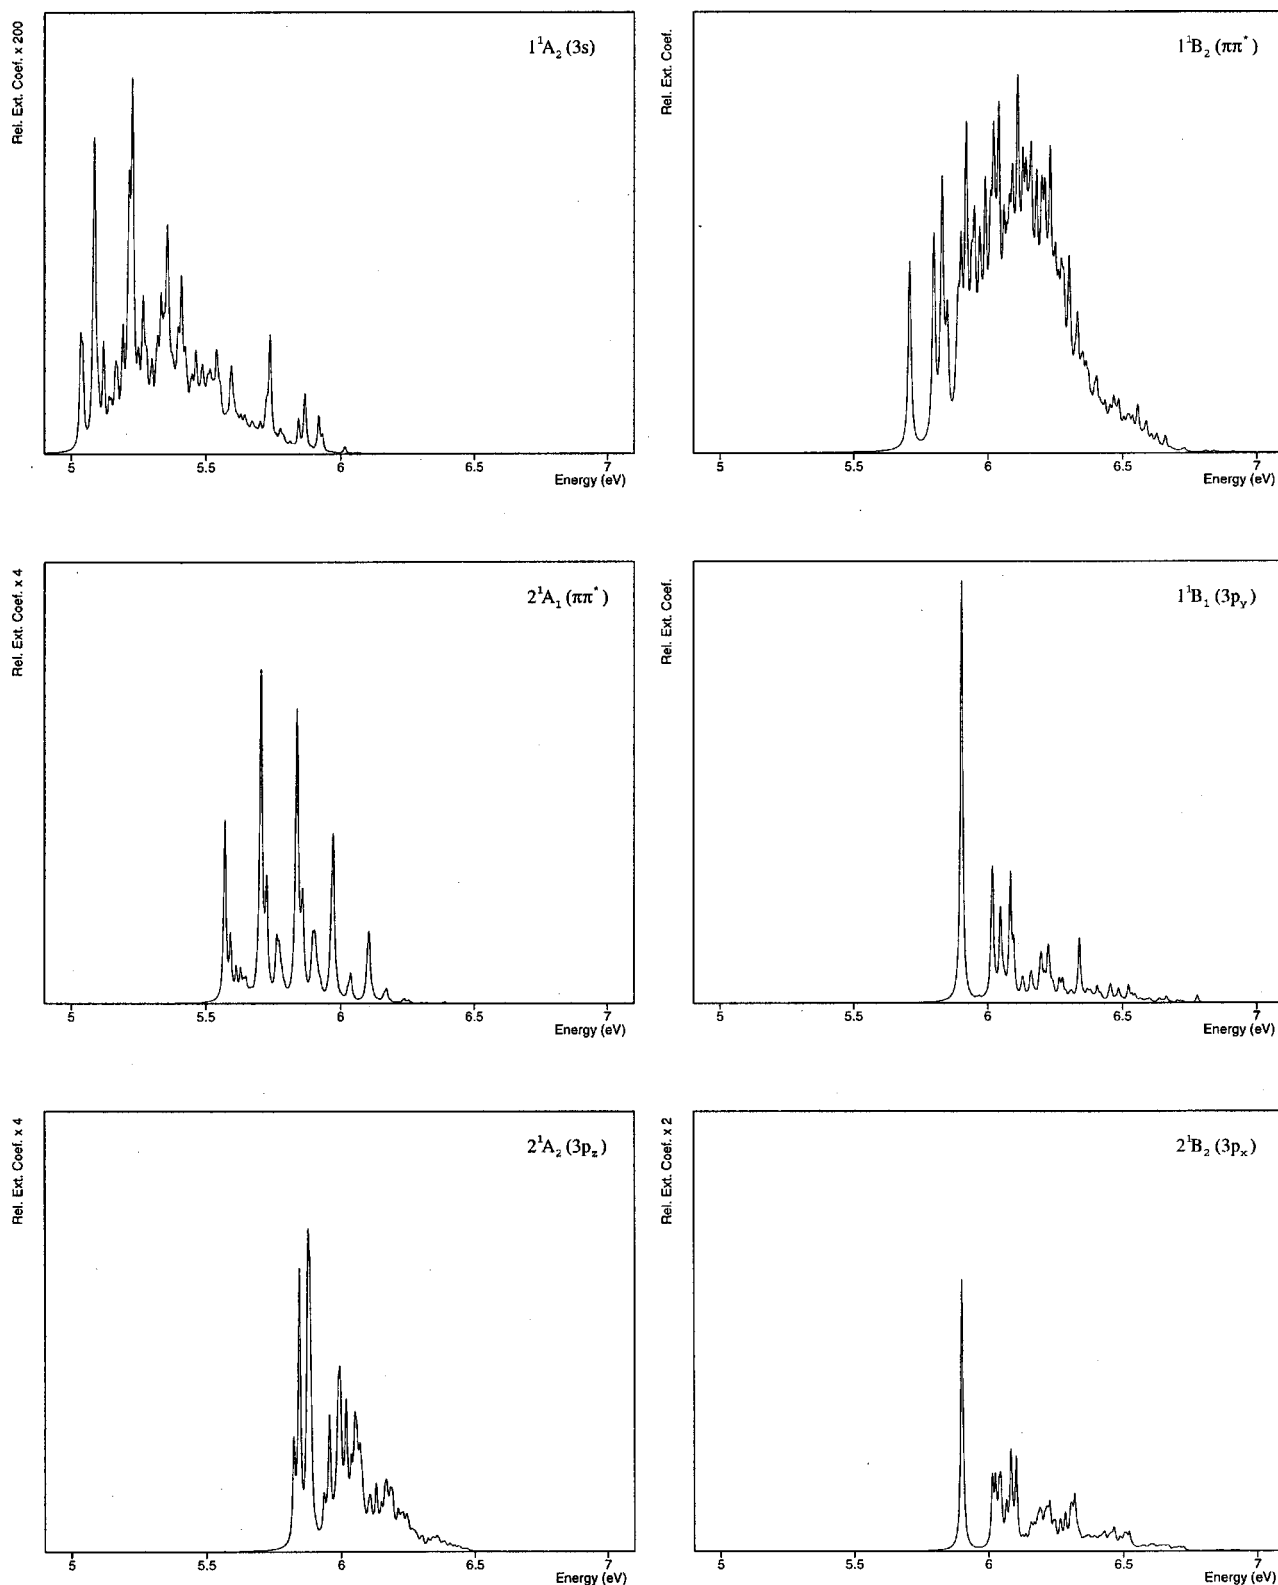 Rel. Ext. Coef. x 200
1¹A₂ (3s)
5 5.5 6 6.5 7
Energy (eV)
Rel. Ext. Coef.
1¹B₂ (ππ*)
5 5.5 6 6.5 7
Energy (eV)
Rel. Ext. Coef. x 4
2¹A₁ (ππ*)
5 5.5 6 6.5 7
Energy (eV)
Rel. Ext. Coef.
1¹B₁ (3pᵧ)
5 5.5 6 6.5 7
Energy (eV)
Rel. Ext. Coef. x 4
2¹A₂ (3p_z)
5 5.5 6 6.5 7
Energy (eV)
Rel. Ext. Coef. x 2
2¹B₂ (3pₓ)
5 5.5 6 6.5 7
Energy (eV)